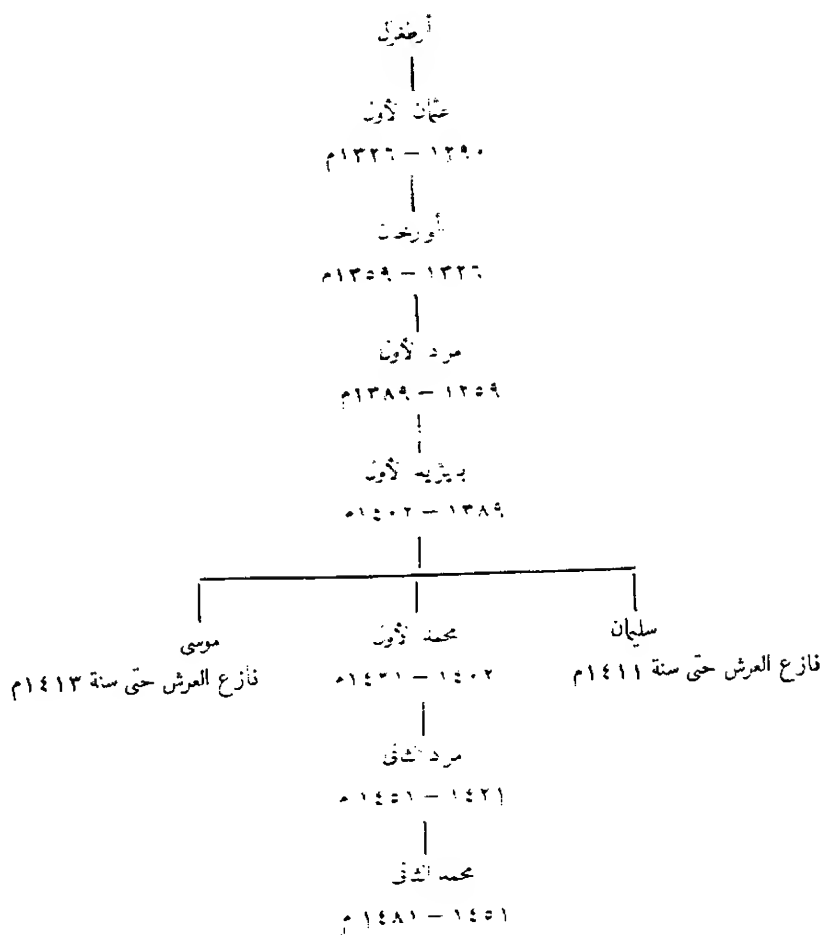 أرطغرل
عثمان الأول
١٢٩٠ – ١٣٢٦م
أورخان
١٣٢٦ – ١٣٥٩م
مراد الأول
١٣٥٩ – ١٣٨٩م
بايزيد الأول
١٣٨٩ – ١٤٠٢م
سليمان
نازع العرش حتى سنة ١٤١١م
محمد الأول
١٤٠٢ – ١٤٢١م
موسى
نازع العرش حتى سنة ١٤١٣م
مراد الثانى
١٤٢١ – ١٤٥١م
محمد الثانى
١٤٥١ – ١٤٨١م